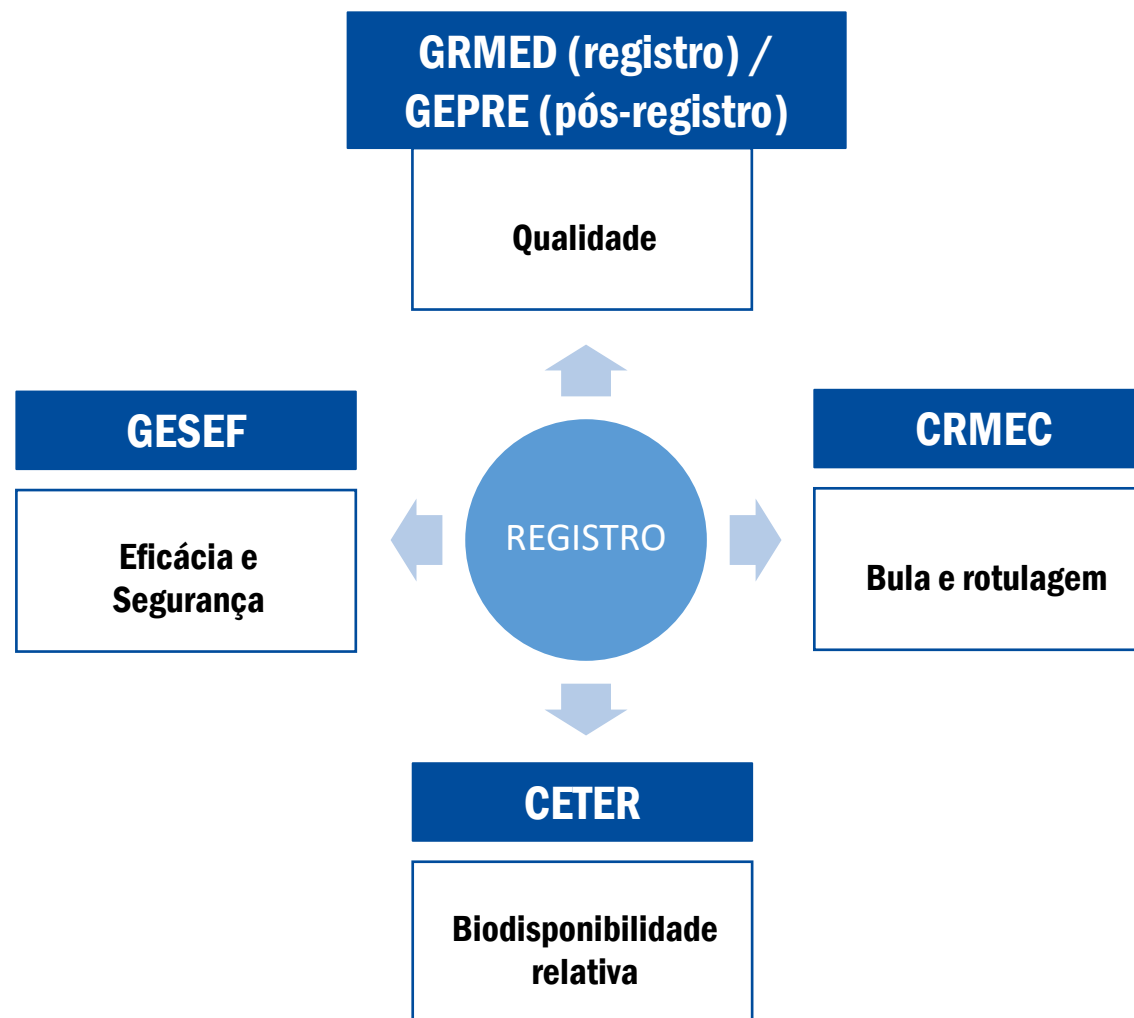 GRMED (registro) /
GEPRE (pós-registro)
Qualidade
GESEF
Eficácia e
Segurança
REGISTRO
CRMEC
Bula e rotulagem
CETER
Biodisponibilidade
relativa